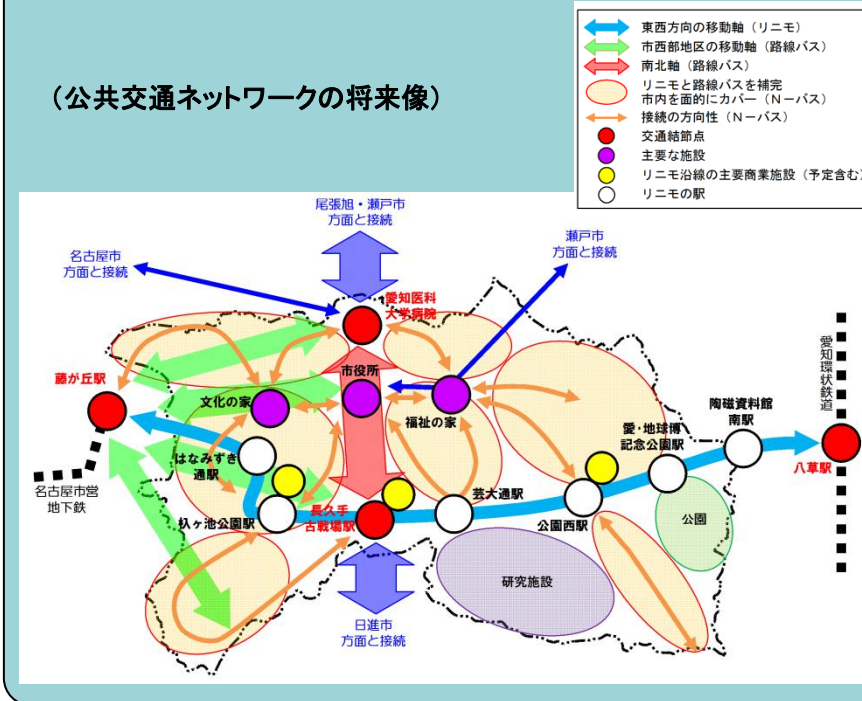 (公共交通ネットワークの将来像)
東西方向の移動軸(リニモ)
市西部地区の移動軸(路線バス)
南北軸(路線バス)
リニモと路線バスを補完
市内を面的にカバー(N-バス)
接続の方向性(N-バス)
交通結節点
主要な施設
リニモ沿線の主要商業施設(予定含む)
リニモの駅
尾張旭・瀬戸市
方面と接続
名古屋市
方面と接続
瀬戸市
方面と接続
愛知医科
大学病院
藤が丘駅
市役所
文化の家
福祉の家
愛知環状鉄道
陶磁資料館
南駅
愛・地球博
記念公園駅
はなみずき
通駅
八草駅
名古屋市営
地下鉄
杁ヶ池公園駅
長久手
古戦場駅
芸大通駅
公園西駅
公園
研究施設
日進市
方面と接続